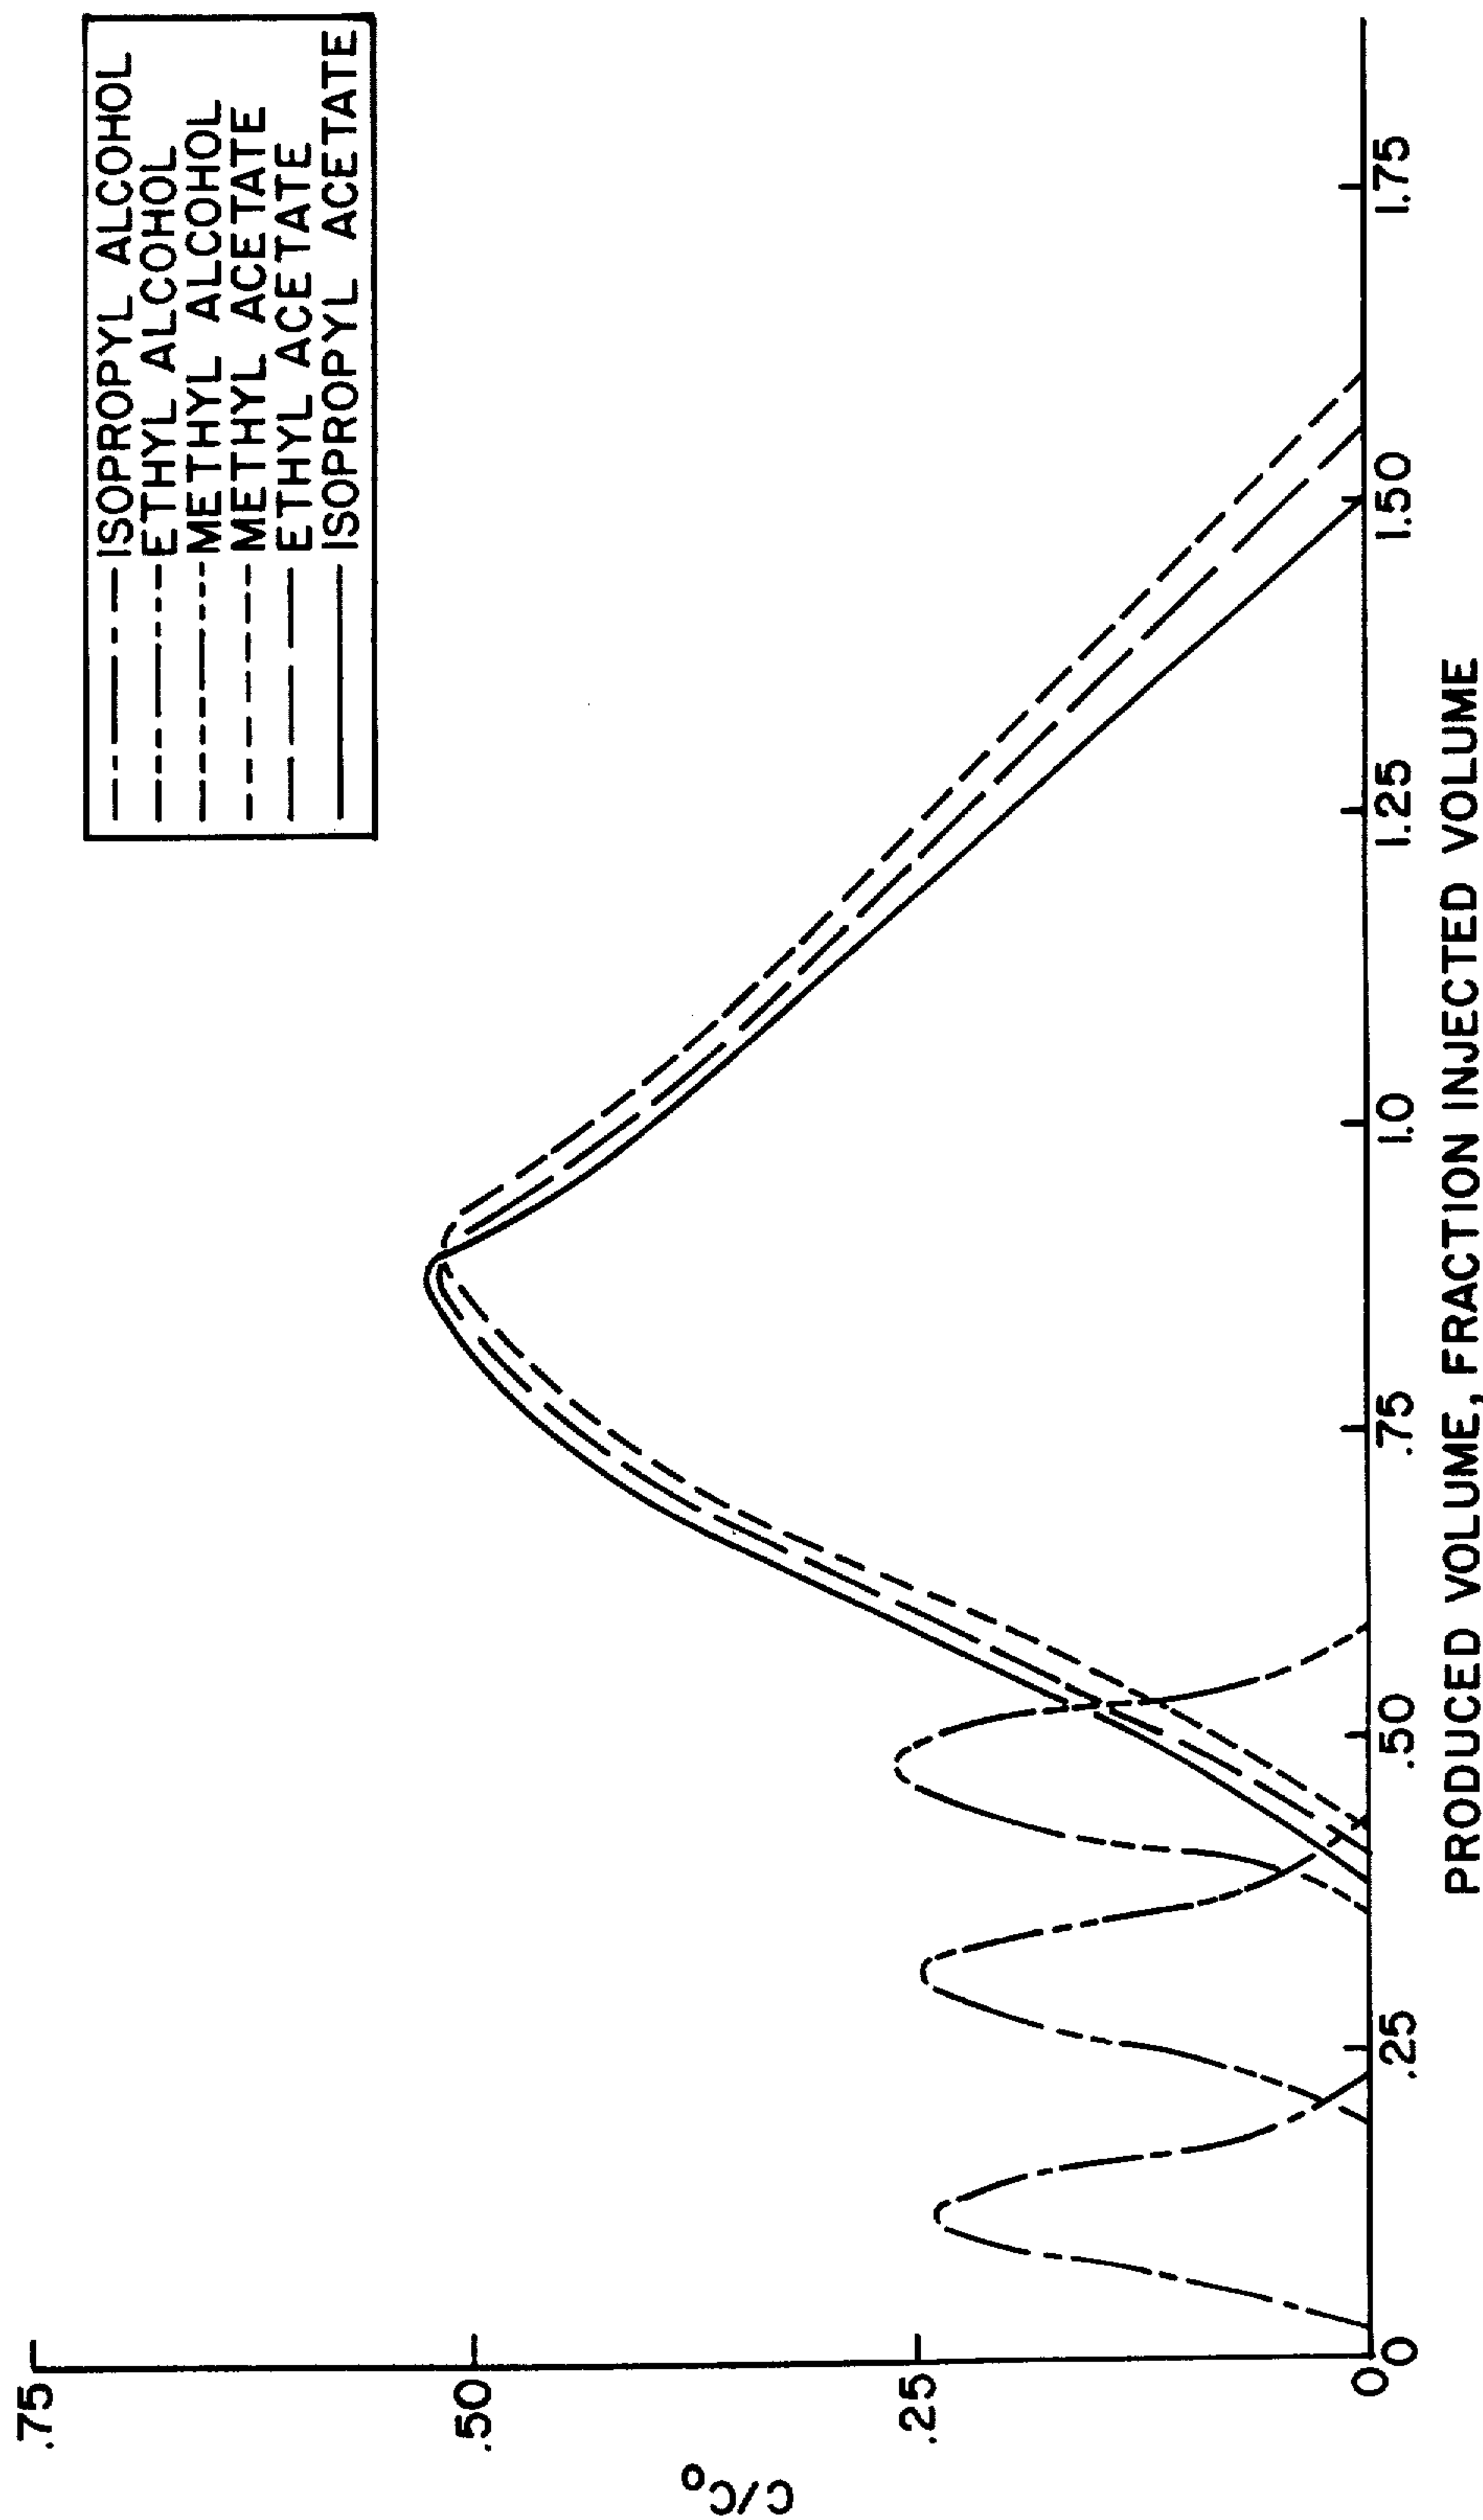 ISOPROPYL ALCOHOL
ETHYL ALCOHOL
METHYL ALCOHOL
METHYL ACETATE
ETHYL ACETATE
ISOPROPYL ACETATE
.75
.50
.25
0
C/C₀
0
.25
.50
.75
1.0
1.25
1.50
1.75
PRODUCED VOLUME, FRACTION INJECTED VOLUME